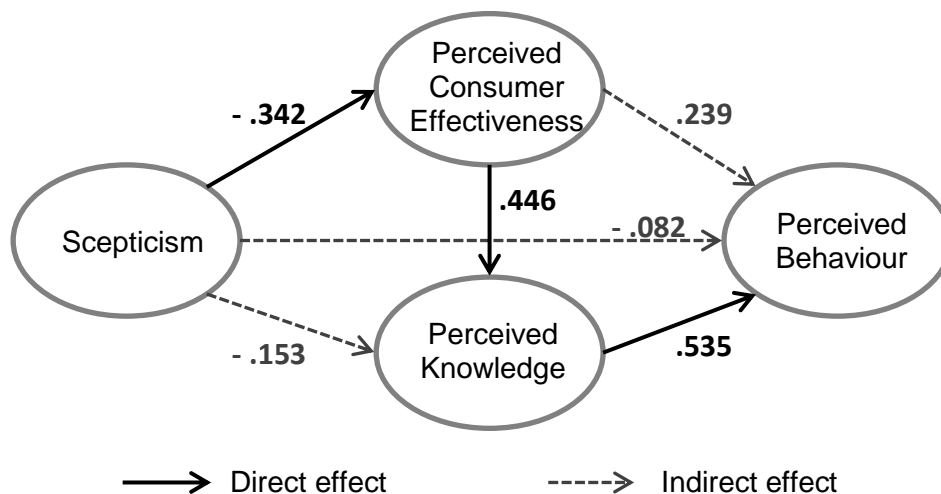 Perceived
Consumer
Effectiveness
- .342
.239
.446
Scepticism
- .082
Perceived
Behaviour
- .153
Perceived
Knowledge
.535
Direct effect
Indirect effect